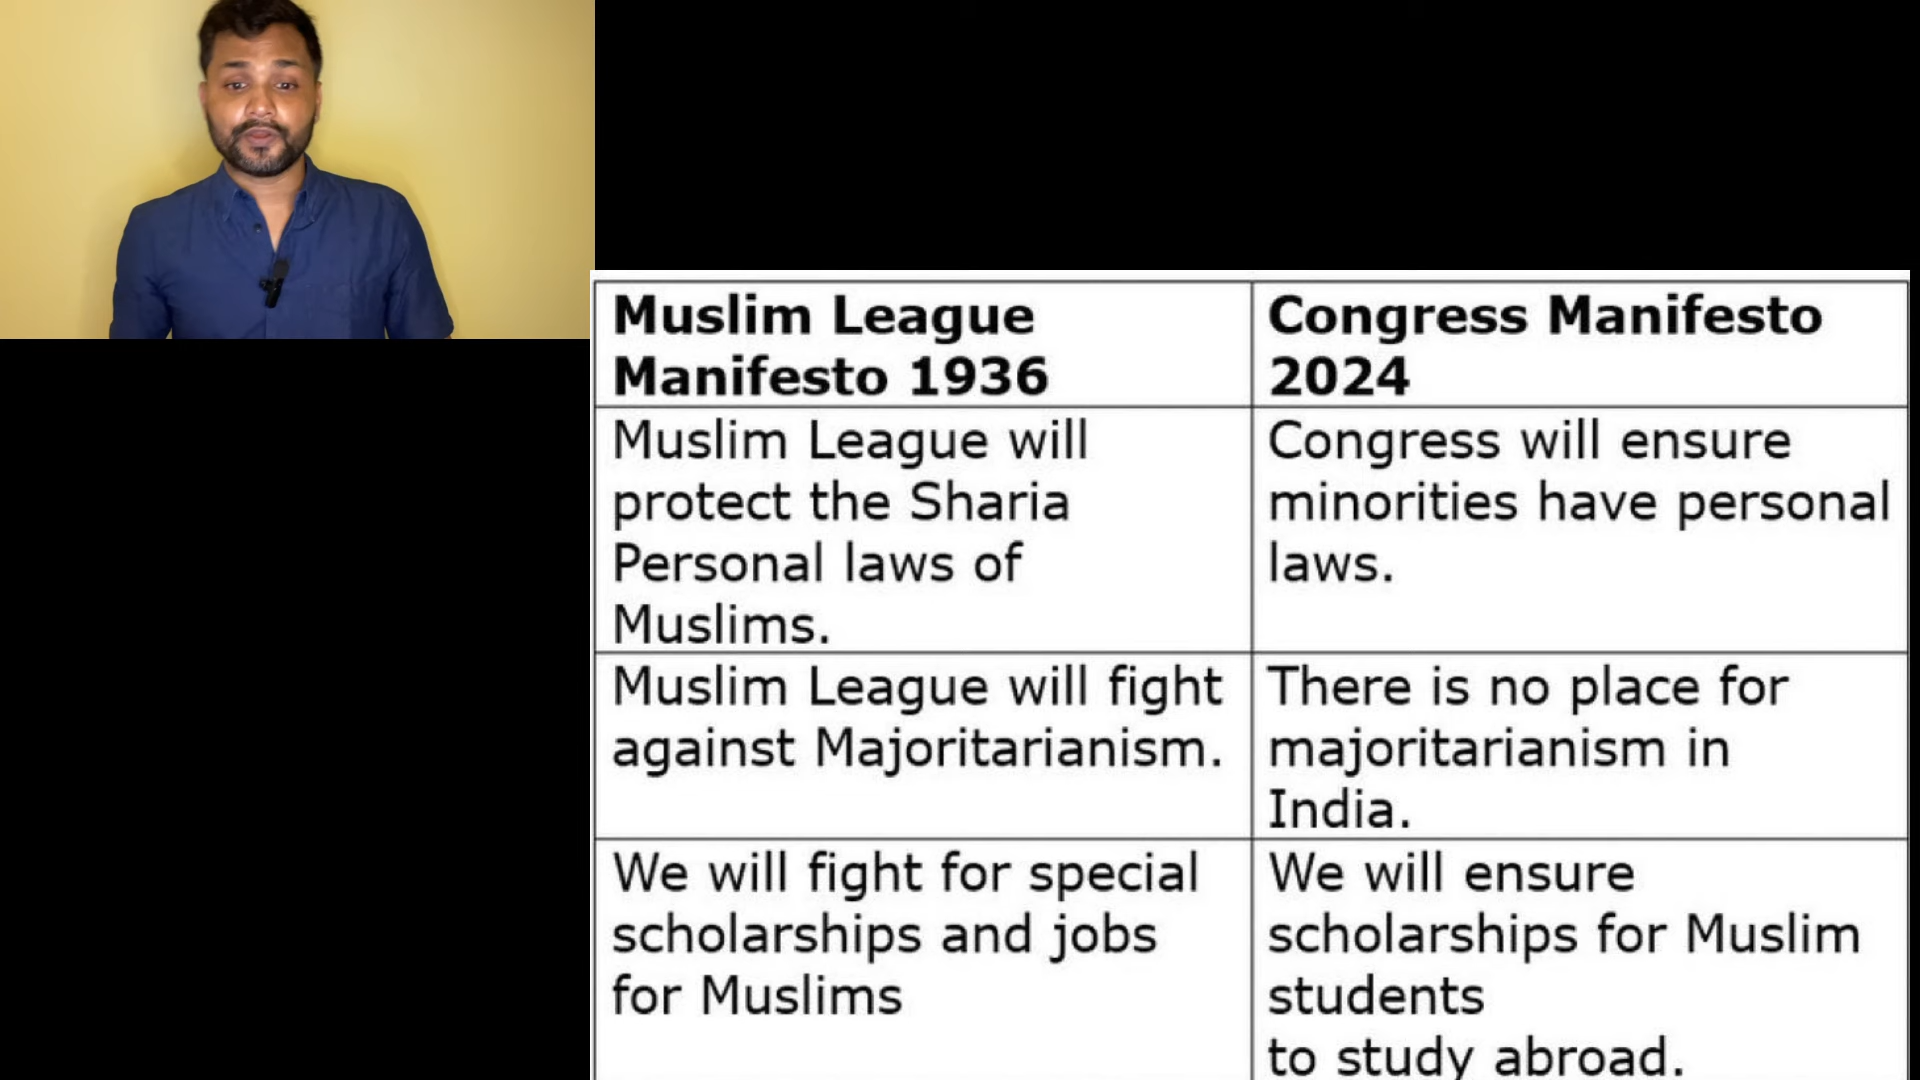 Muslim League
Manifesto 1936
Congress Manifesto
2024
Muslim League will
protect the Sharia
Personal laws of
Muslims.
Congress will ensure
minorities have personal
laws.
Muslim League will fight
against Majoritarianism.
There is no place for
majoritarianism in
India.
We will fight for special
scholarships and jobs
for Muslims
We will ensure
scholarships for Muslim
students
to study abroad.